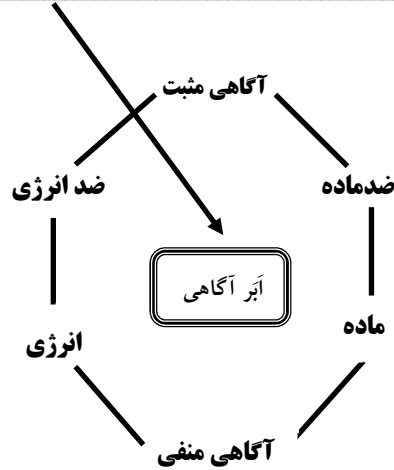 آگاهی مثبت
ضدماده
ضد انرژی
اَبَر آگاهی
ماده
انرژی
آگاهی منفی